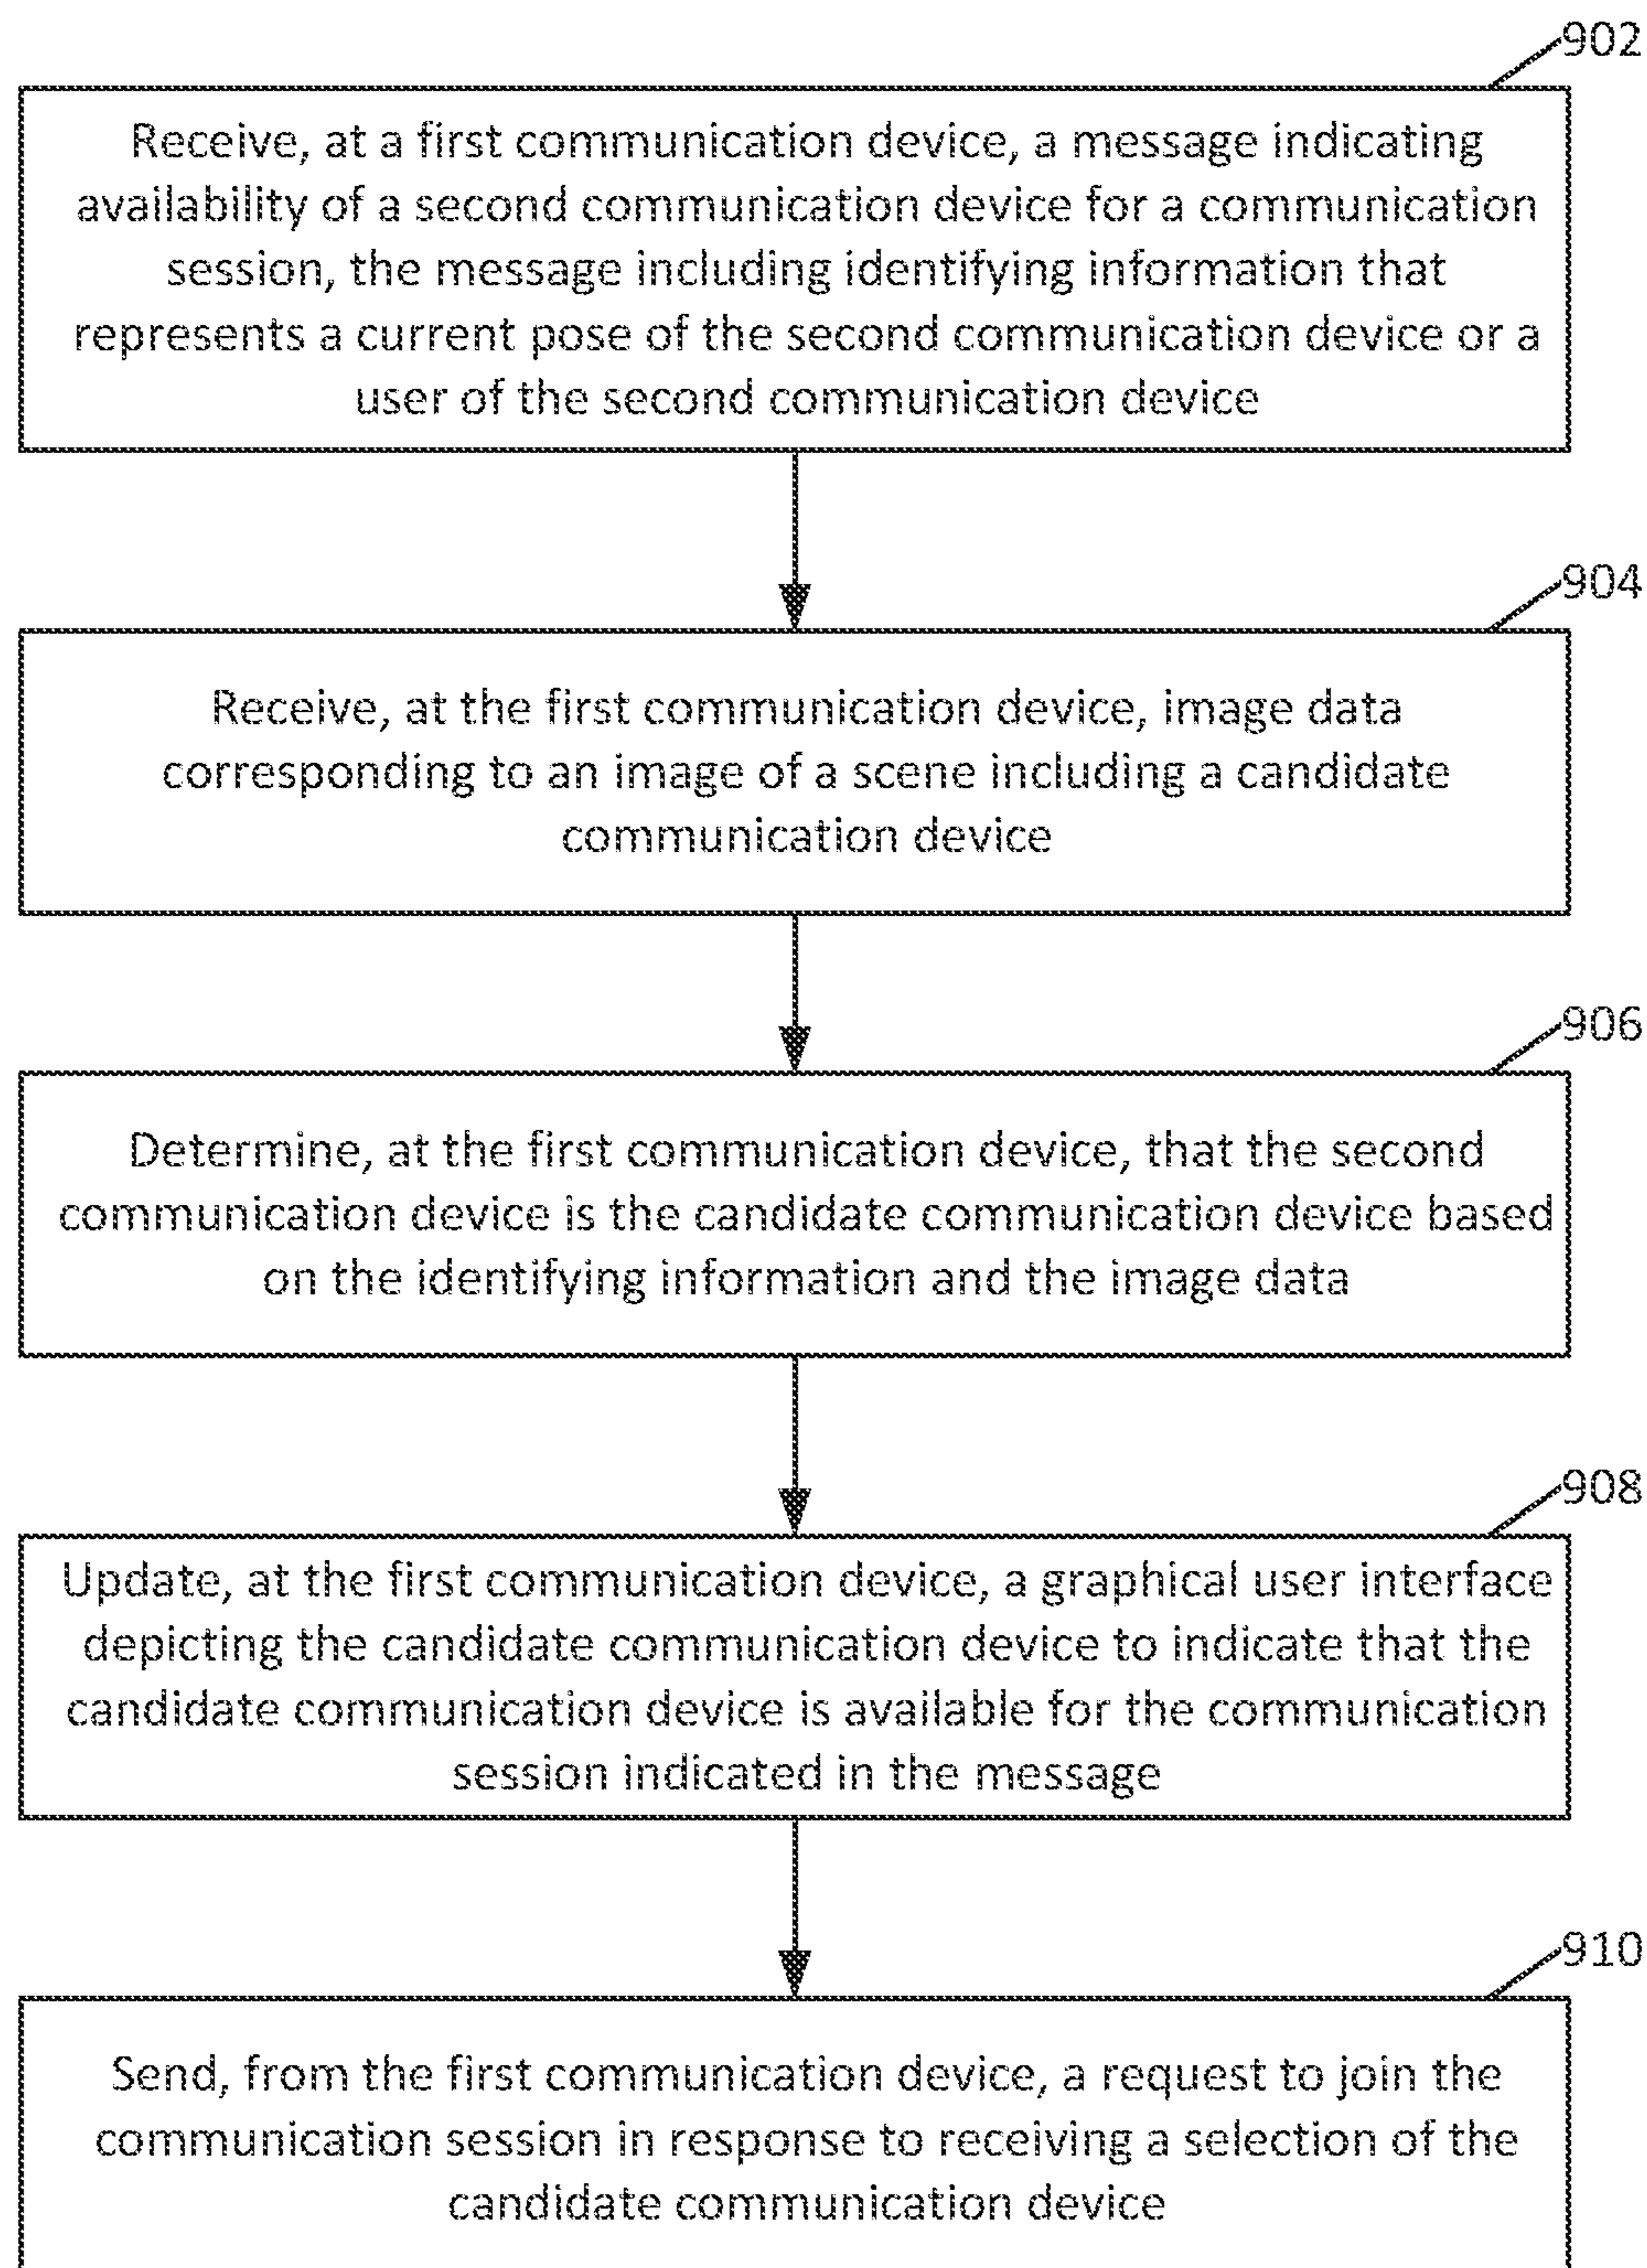 902
Receive, at a first communication device, a message indicating
availability of a second communication device for a communication
session, the message including identifying information that
represents a current pose of the second communication device or a
user of the second communication device
904
Receive, at the first communication device, image data
corresponding to an image of a scene including a candidate
communication device
906
Determine, at the first communication device, that the second
communication device is the candidate communication device based
on the identifying information and the image data
908
Update, at the first communication device, a graphical user interface
depicting the candidate communication device to indicate that the
candidate communication device is available for the communication
session indicated in the message
910
Send, from the first communication device, a request to join the
communication session in response to receiving a selection of the
candidate communication device